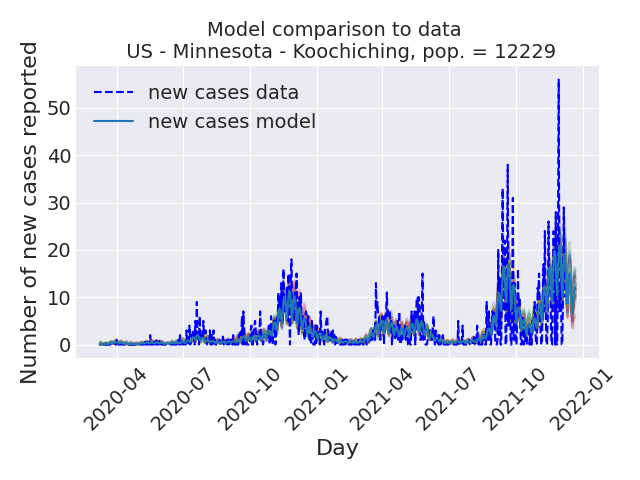 Model comparison to data
US - Minnesota - Koochiching, pop. = 12229
new cases data
new cases model
Number of new cases reported
50
40
30
20
10
0
2020-04
2020-07
2020-10
2021-01
2021-04
2021-07
2021-10
2022-01
Day